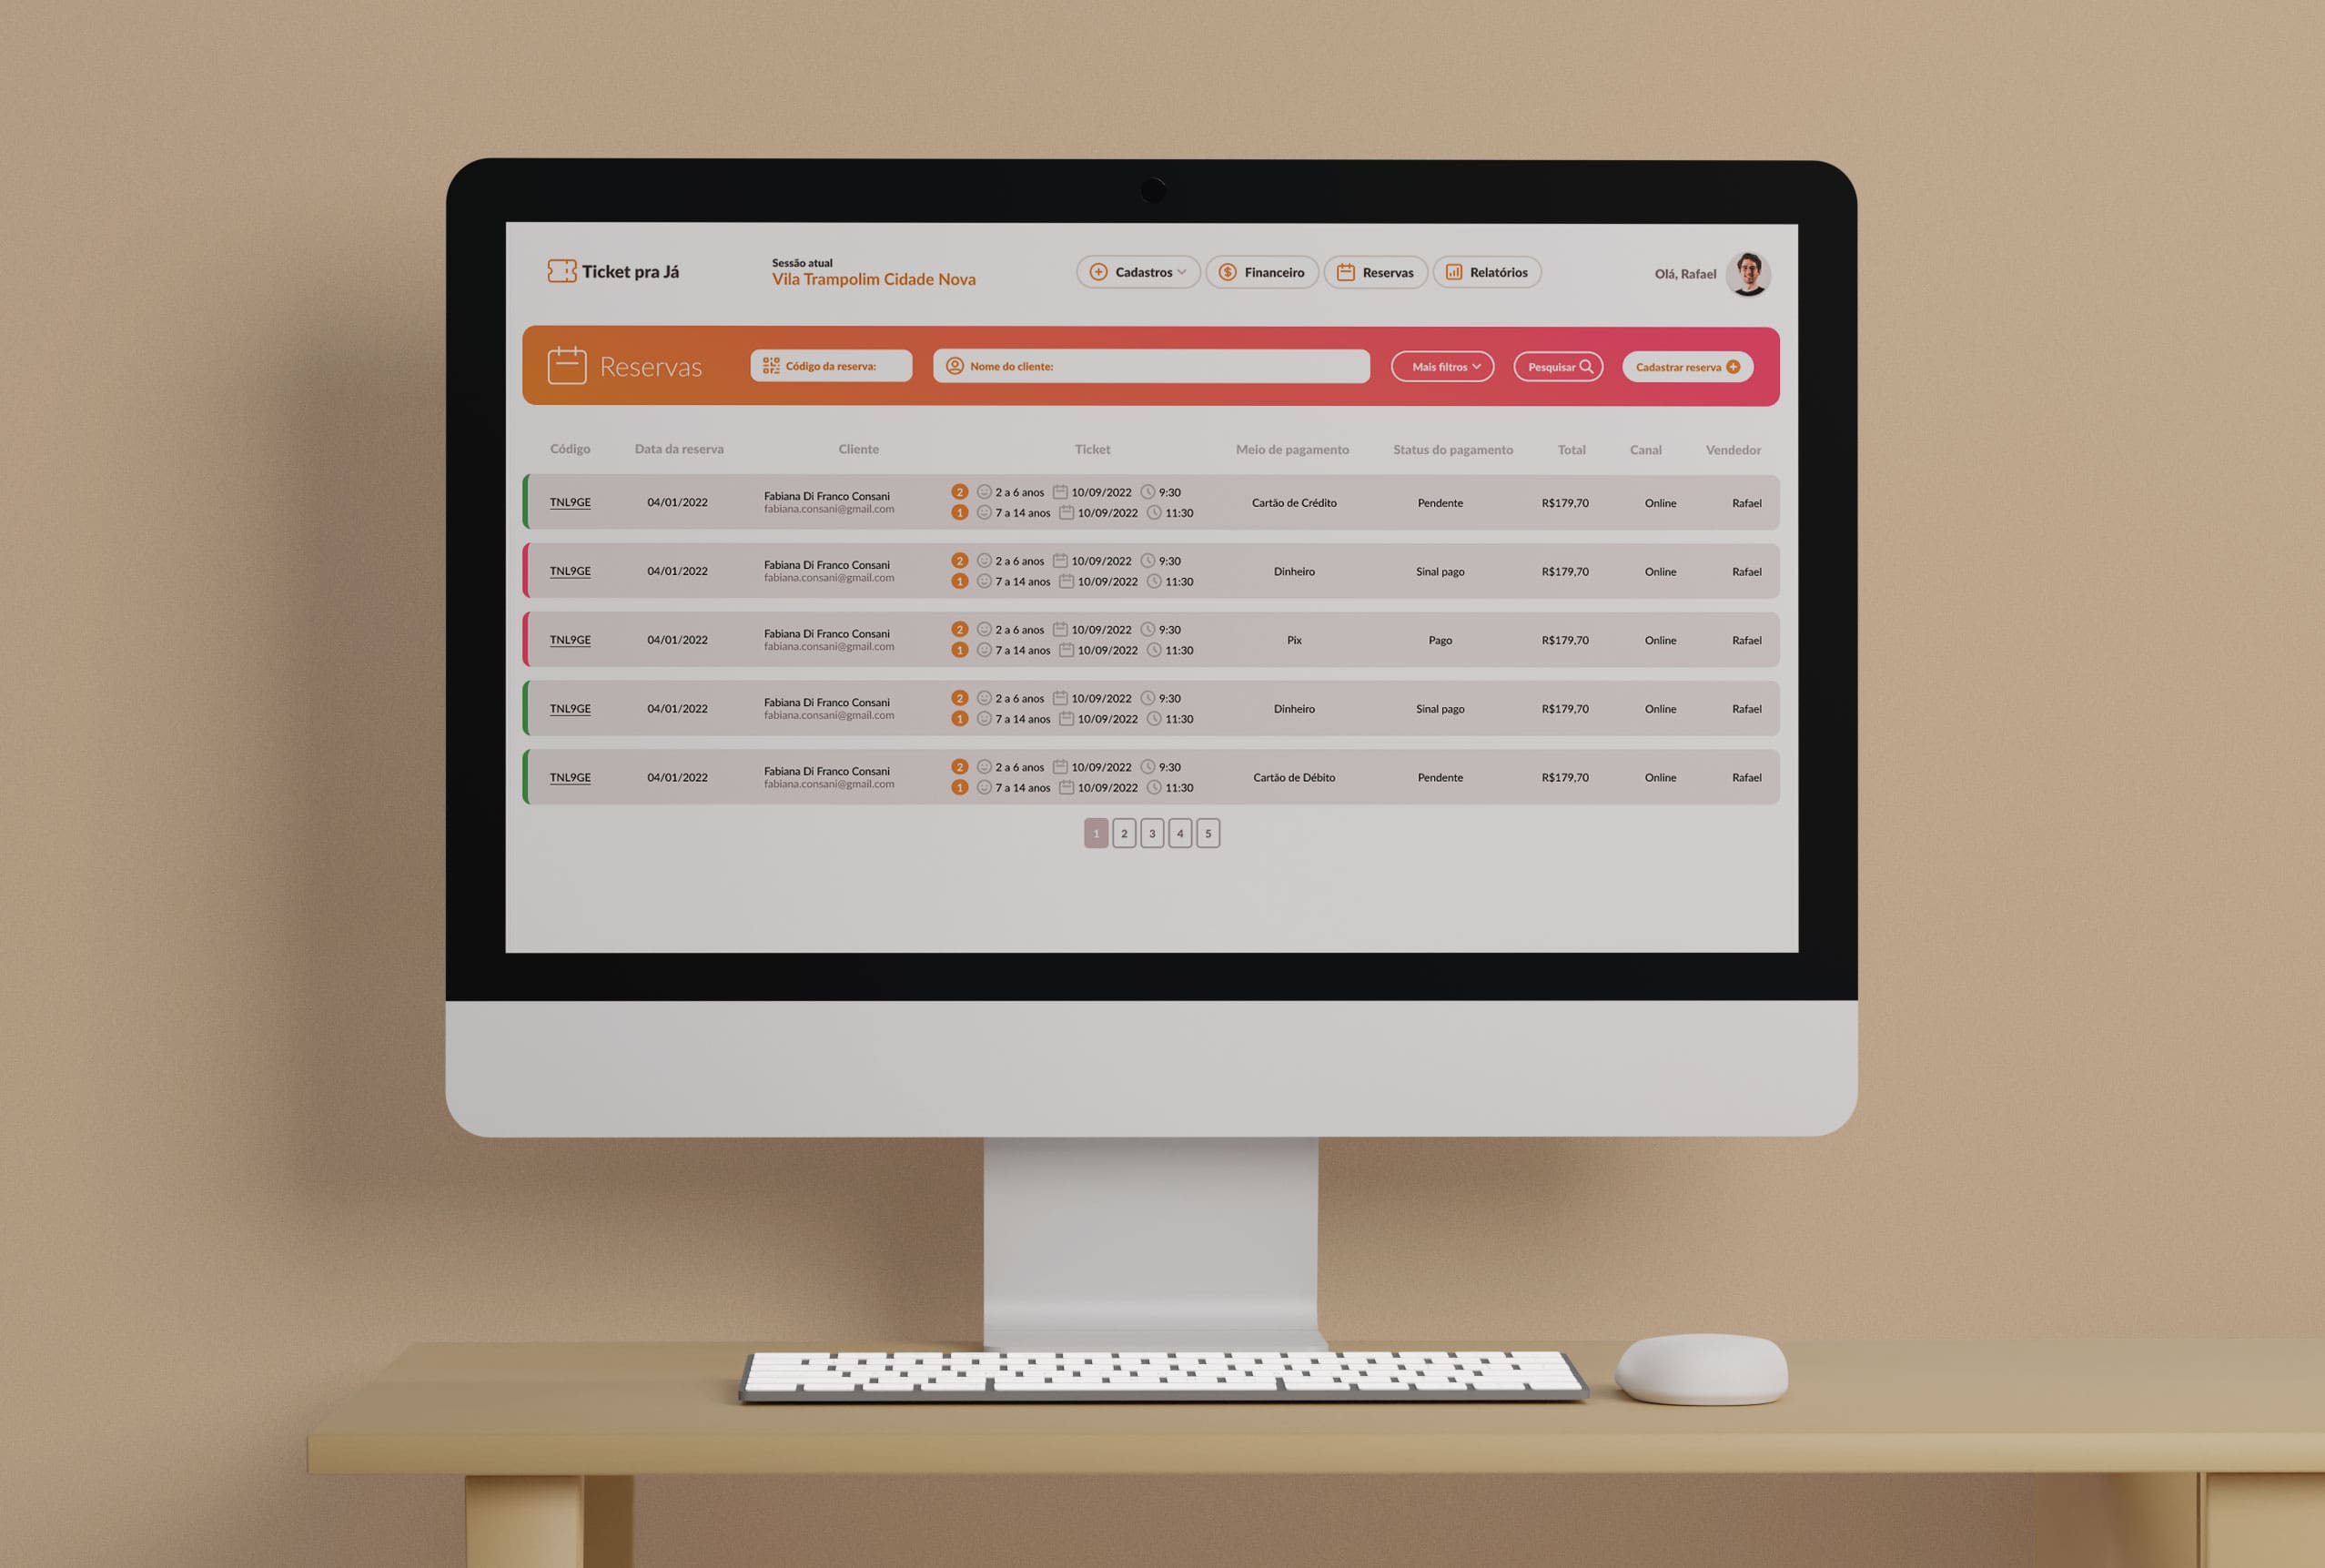 Ticket pra Já
Sessão atual
Vila Trampolim Cidade Nova
Cadastros
Financeiro
Reservas
Relatórios
Olá, Rafael
Reservas
Código da reserva:
Nome do cliente:
Mais filtros
Pesquisar
Cadastrar reserva
Código Data da reserva Cliente Ticket Meio de pagamento Status do pagamento Total Canal Vendedor
TNL9GE 04/01/2022 Fabiana Di Franco Consani
fabiana.consani@gmail.com
2 2 a 6 anos 10/09/2022 9:30
1 7 a 14 anos 10/09/2022 11:30
Cartão de Crédito Pendente R$179,70 Online Rafael
TNL9GE 04/01/2022 Fabiana Di Franco Consani
fabiana.consani@gmail.com
2 2 a 6 anos 10/09/2022 9:30
1 7 a 14 anos 10/09/2022 11:30
Dinheiro Sinal pago R$179,70 Online Rafael
TNL9GE 04/01/2022 Fabiana Di Franco Consani
fabiana.consani@gmail.com
2 2 a 6 anos 10/09/2022 9:30
1 7 a 14 anos 10/09/2022 11:30
Pix Pago R$179,70 Online Rafael
TNL9GE 04/01/2022 Fabiana Di Franco Consani
fabiana.consani@gmail.com
2 2 a 6 anos 10/09/2022 9:30
1 7 a 14 anos 10/09/2022 11:30
Dinheiro Sinal pago R$179,70 Online Rafael
TNL9GE 04/01/2022 Fabiana Di Franco Consani
fabiana.consani@gmail.com
2 2 a 6 anos 10/09/2022 9:30
1 7 a 14 anos 10/09/2022 11:30
Cartão de Débito Pendente R$179,70 Online Rafael
1 2 3 4 5